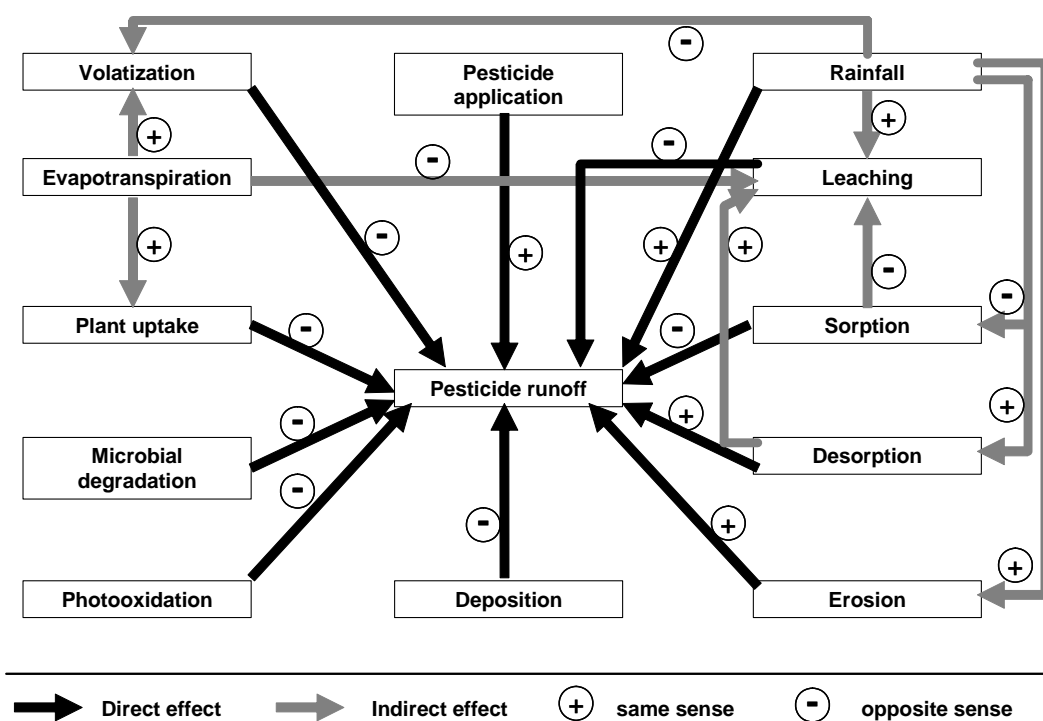 -
Volatization
Pesticide
application
Rainfall
+
+
Evapotranspiration
-
-
Leaching
+
-
+
+
+
-
-
Plant uptake
-
-
Sorption
Pesticide runoff
-
+
+
Microbial
degradation
Desorption
-
-
+
+
Photooxidation
Deposition
Erosion
Direct effect
Indirect effect
+ same sense
- opposite sense